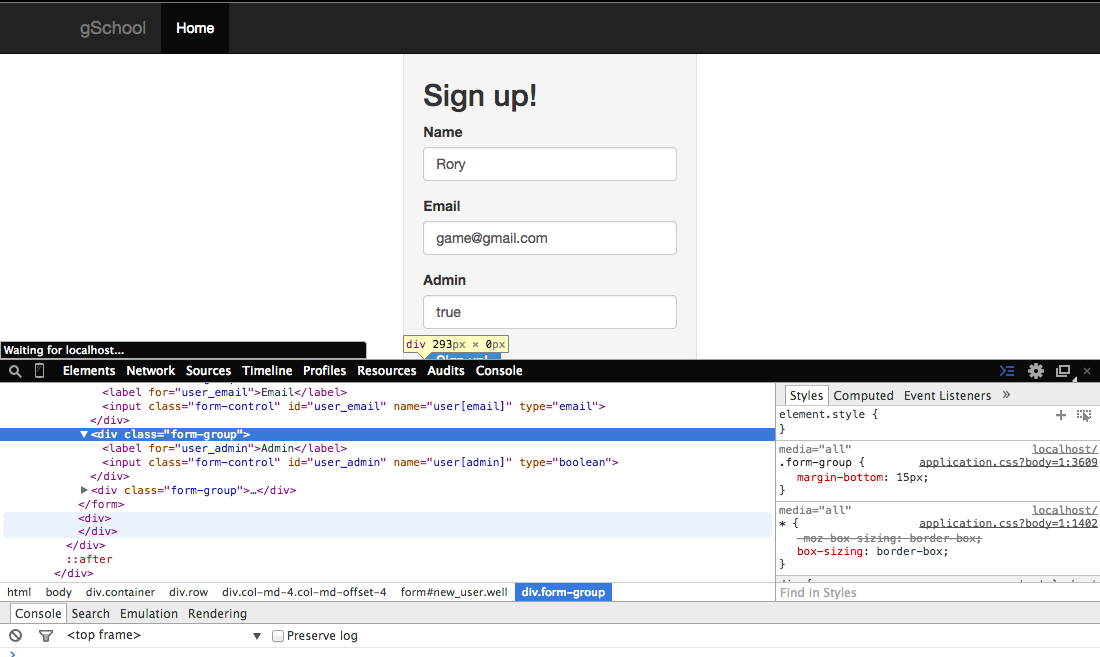 gSchool Home
Sign up!
Name
Rory
Email
game@gmail.com
Admin
true
Waiting for localhost...
div 293px × 0px
Sign up!
Elements Network Sources Timeline Profiles Resources Audits Console
<label for="user_email">Email</label>
<input class="form-control" id="user_email" name="user[email]" type="email">
</div>
▼<div class="form-group">
<label for="user_admin">Admin</label>
<input class="form-control" id="user_admin" name="user[admin]" type="boolean">
</div>
▶<div class="form-group">…</div>
</form>
<div>
</div>
</div>
::after
</div>
html body div.container div.row div.col-md-4.col-md-offset-4 form#new_user.well div.form-group
Styles Computed Event Listeners »
element.style {
}
media="all" localhost/
.form-group { application.css?body=1:3609
margin-bottom: 15px;
}
media="all" localhost/
* { application.css?body=1:1402
-moz-box-sizing: border-box;
box-sizing: border-box;
}
Find in Styles
Console Search Emulation Rendering
<top frame> ▼ Preserve log
>